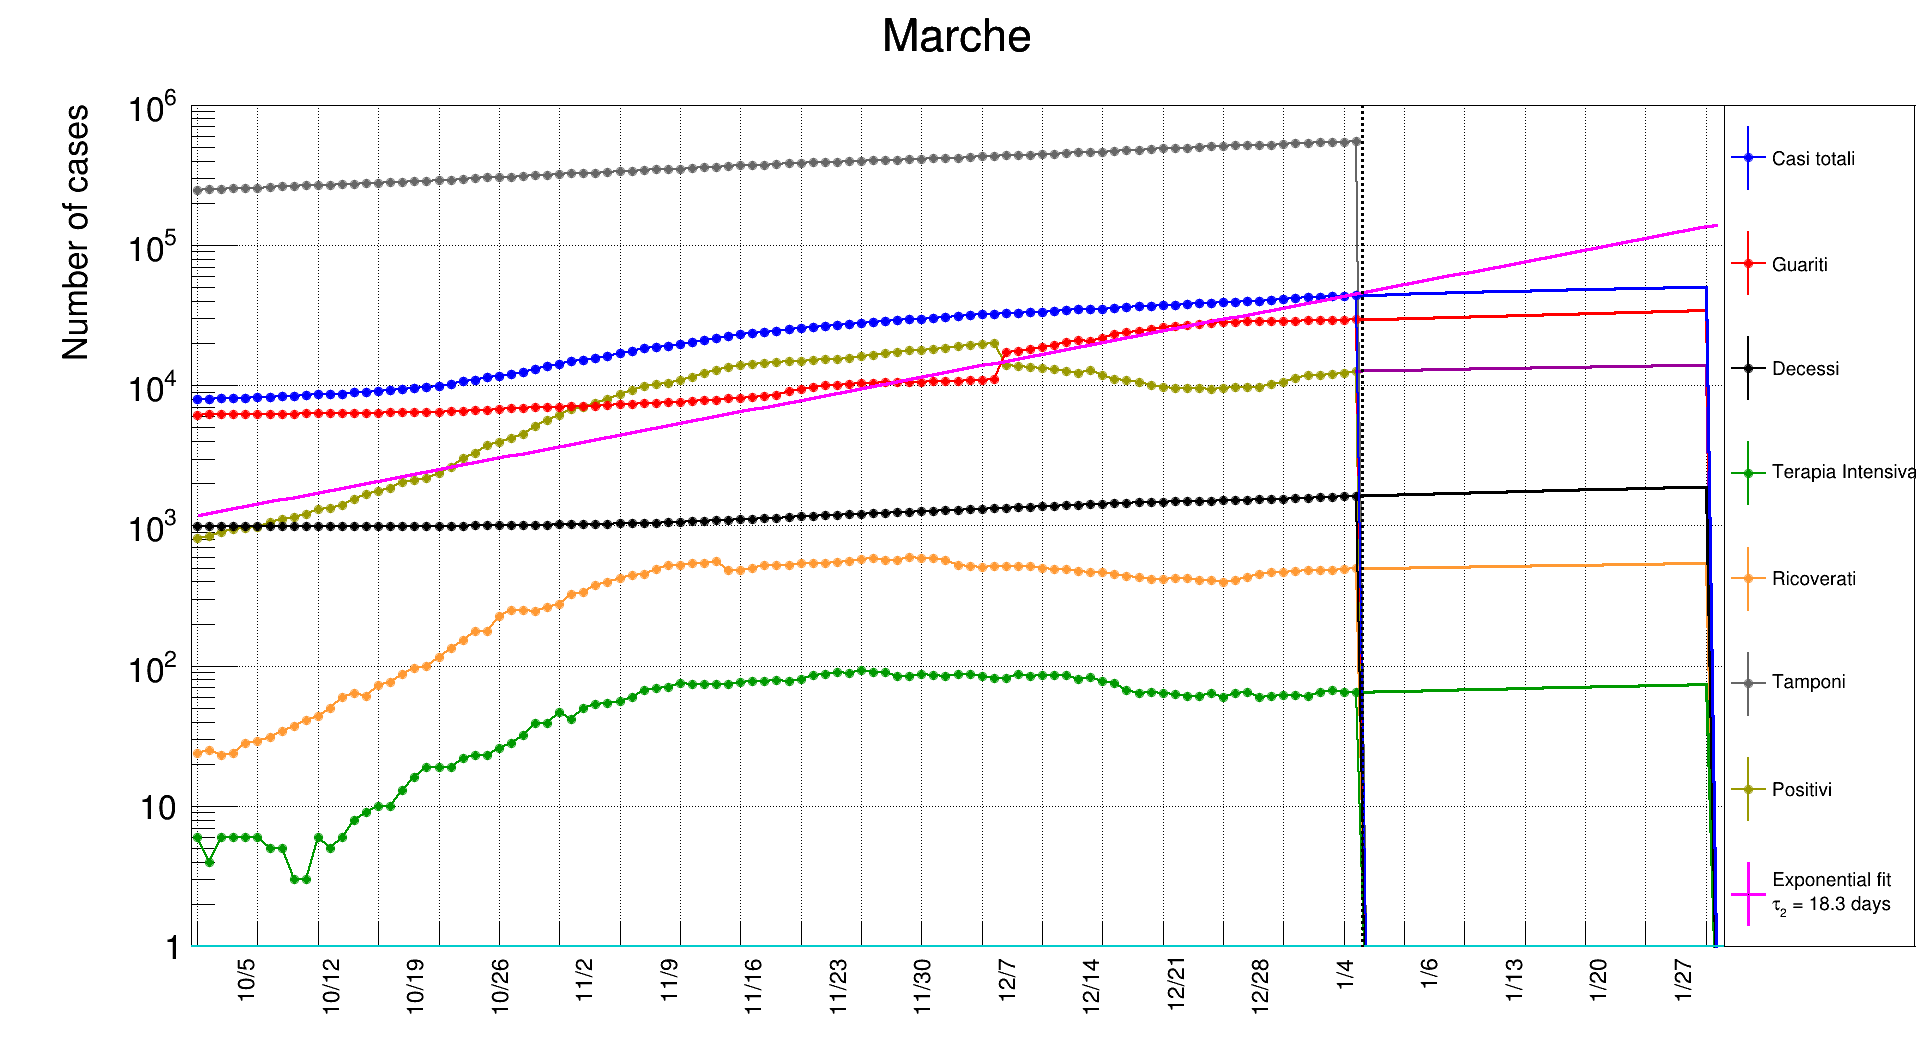 Marche
Number of cases
10^6
10^5
10^4
10^3
10^2
10
1
10/5 10/12 10/19 10/26 11/2 11/9 11/16 11/23 11/30 12/7 12/14 12/21 12/28 1/4 1/6 1/13 1/20 1/27
Casi totali
Guariti
Decessi
Terapia Intensiva
Ricoverati
Tamponi
Positivi
Exponential fit
τ_2 = 18.3 days